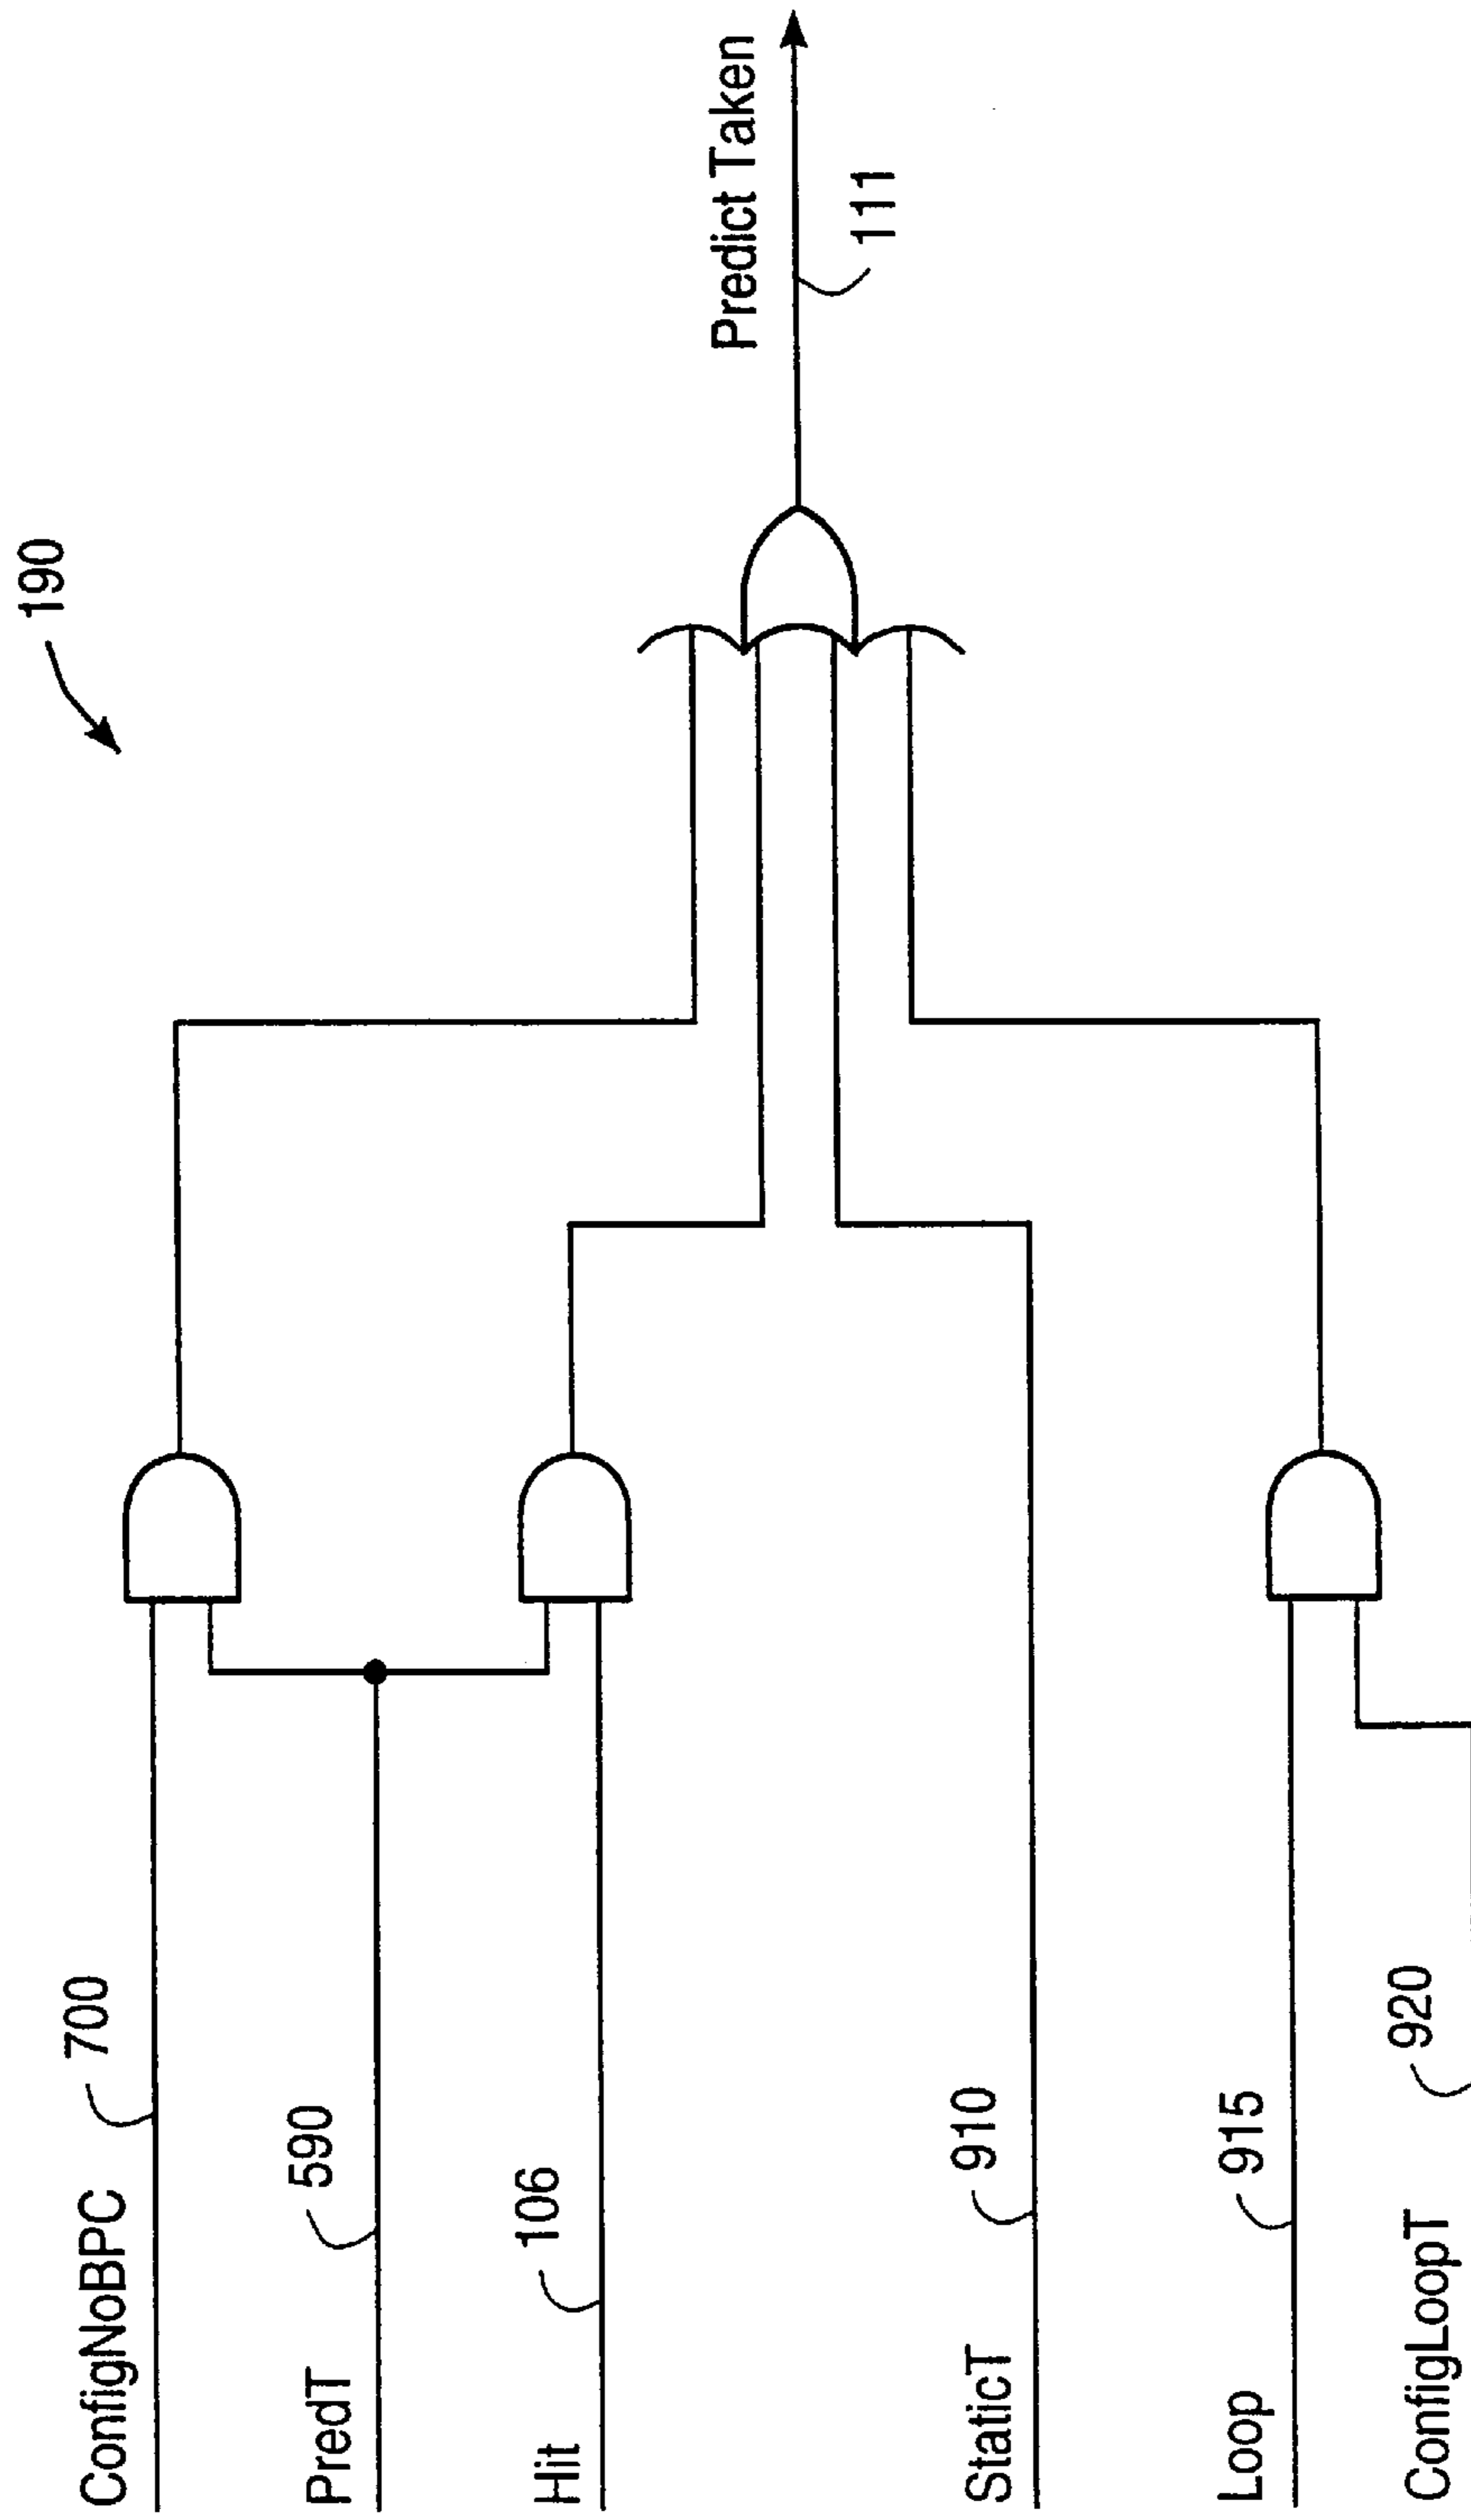 190
ConfigNoBPC
700
PredT
590
Hit
106
StaticT
910
Loop
915
ConfigLoopT
920
Predict Taken
111